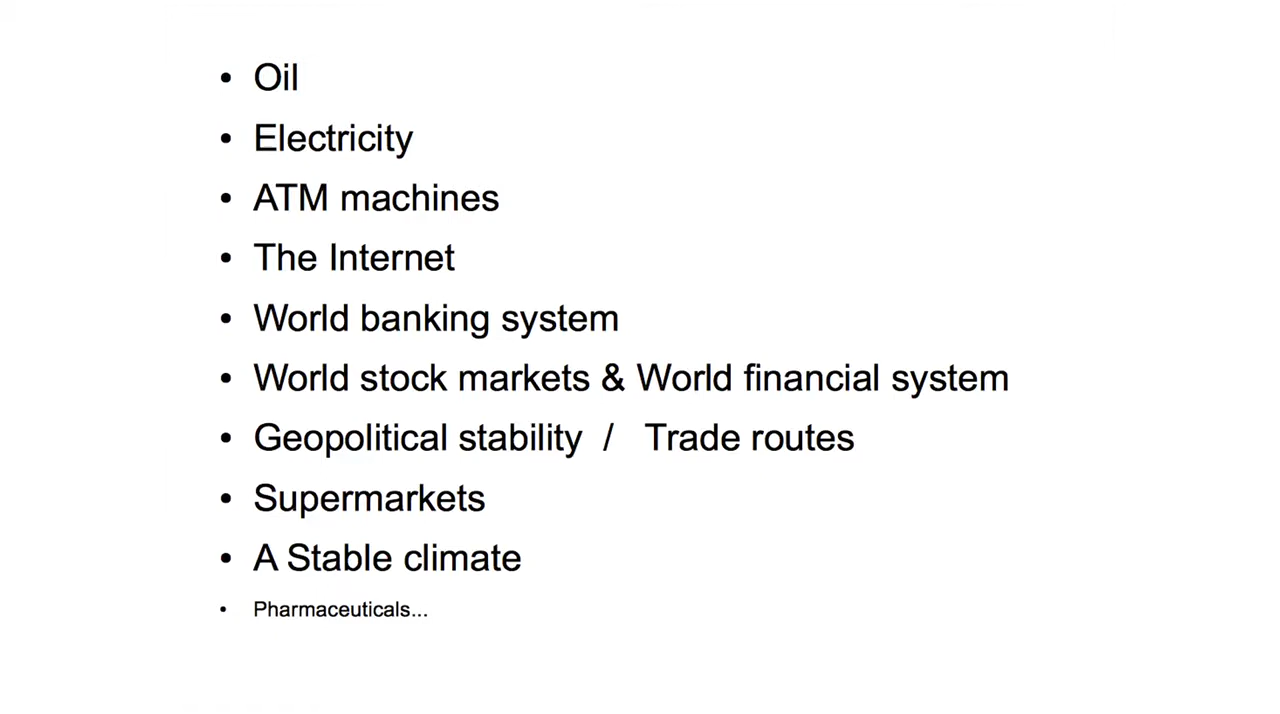 • Oil
• Electricity
• ATM machines
• The Internet
• World banking system
• World stock markets & World financial system
• Geopolitical stability / Trade routes
• Supermarkets
• A Stable climate
• Pharmaceuticals...